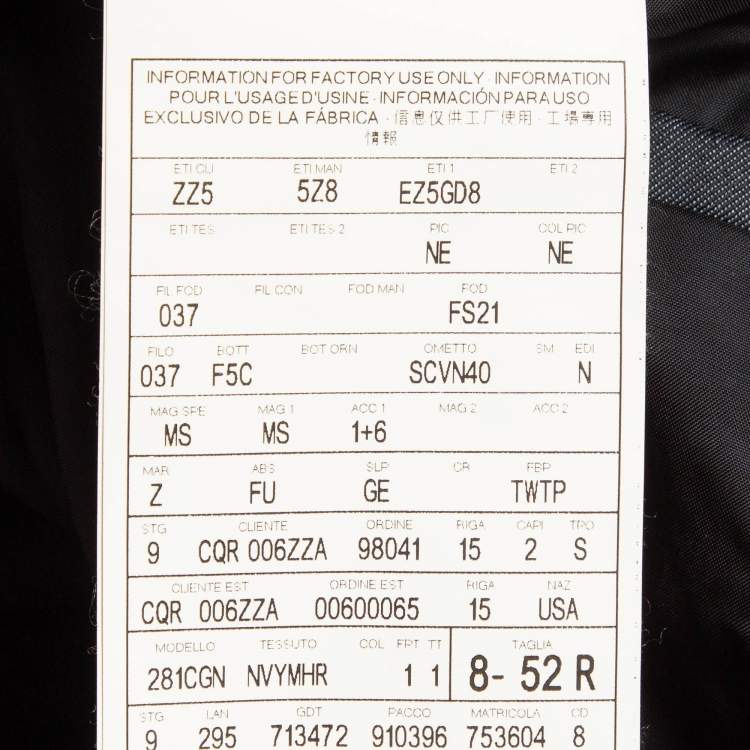 INFORMATION FOR FACTORY USE ONLY - INFORMATION
POUR L'USAGE D'USINE - INFORMACIÓN PARA USO
EXCLUSIVO DE LA FÁBRICA - 信息仅供工厂使用 - 工場専用
情報
ETI CU ETI MAN ETI 1 ETI 2
ZZ5 5Z8 EZ5GD8
ETI TES ETI TES 2 PIC COL PIC
NE NE
FIL FOD FIL CON FOD MAN FOD
037 FS21
FILO BOTT BOT ORN OMETTO SM EDI
037 F5C SCVN40 N
MAG SPE MAG 1 ACC 1 MAG 2 ACC 2
MS MS 1+6
MAR ABS SLP CR FBP
Z FU GE TWTP
STG CLIENTE ORDINE RIGA CAPI TPO
9 CQR 006ZZA 98041 15 2 S
CLIENTE EST ORDINE EST RIGA NAZ
CQR 006ZZA 00600065 15 USA
MODELLO TESSUTO COL FPT TT TAGLIA
281CGN NVYMHR 1 1 8- 52 R
STG LAN GDT PACCO MATRICOLA CD
9 295 713472 910396 753604 8